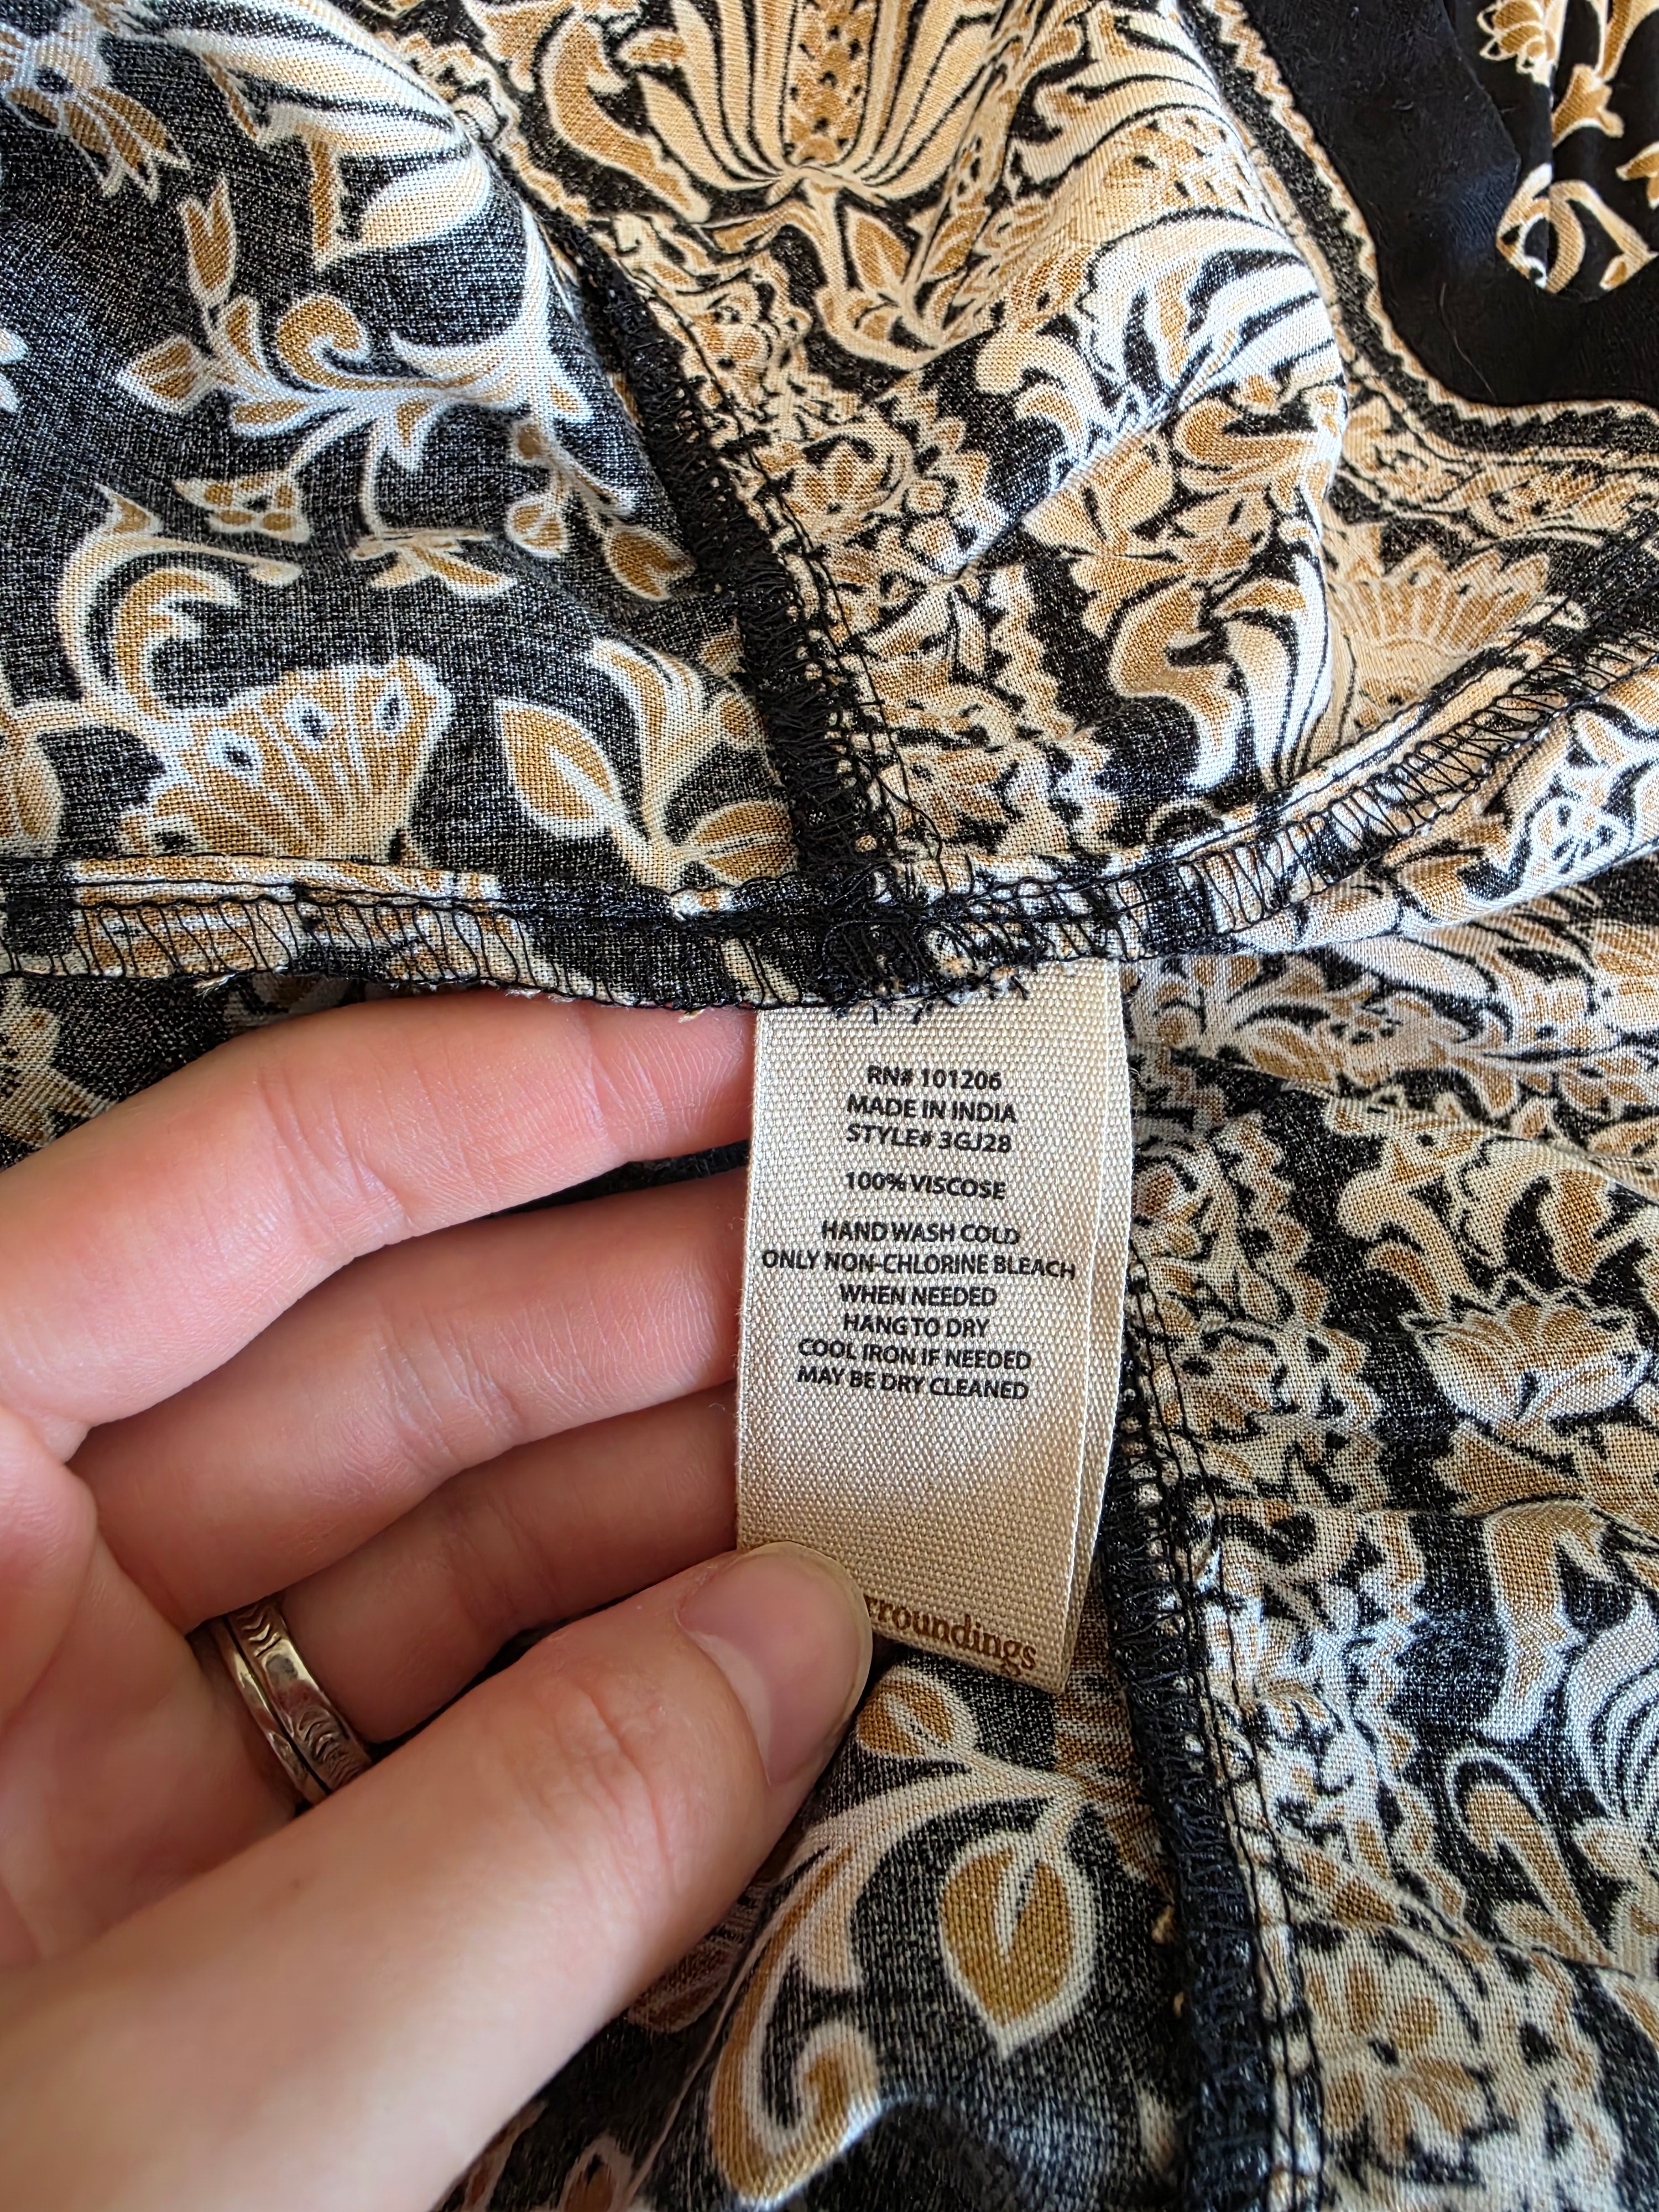 RN# 101206
MADE IN INDIA
STYLE# 3GJ28
100% VISCOSE
HAND WASH COLD
ONLY NON-CHLORINE BLEACH
WHEN NEEDED
HANG TO DRY
COOL IRON IF NEEDED
MAY BE DRY CLEANED
rroundings